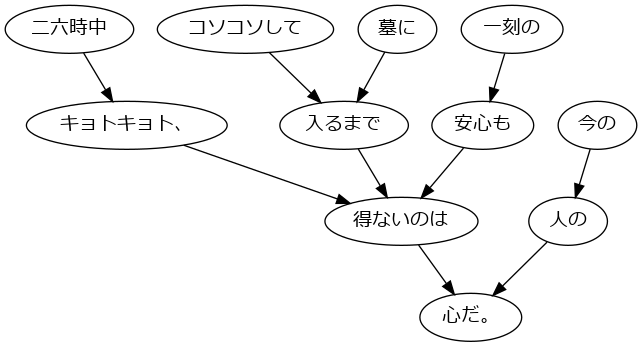 二六時中 コソコソして 墓に 一刻の
キョトキョト、 入るまで 安心も 今の
得ないのは 人の
心だ。